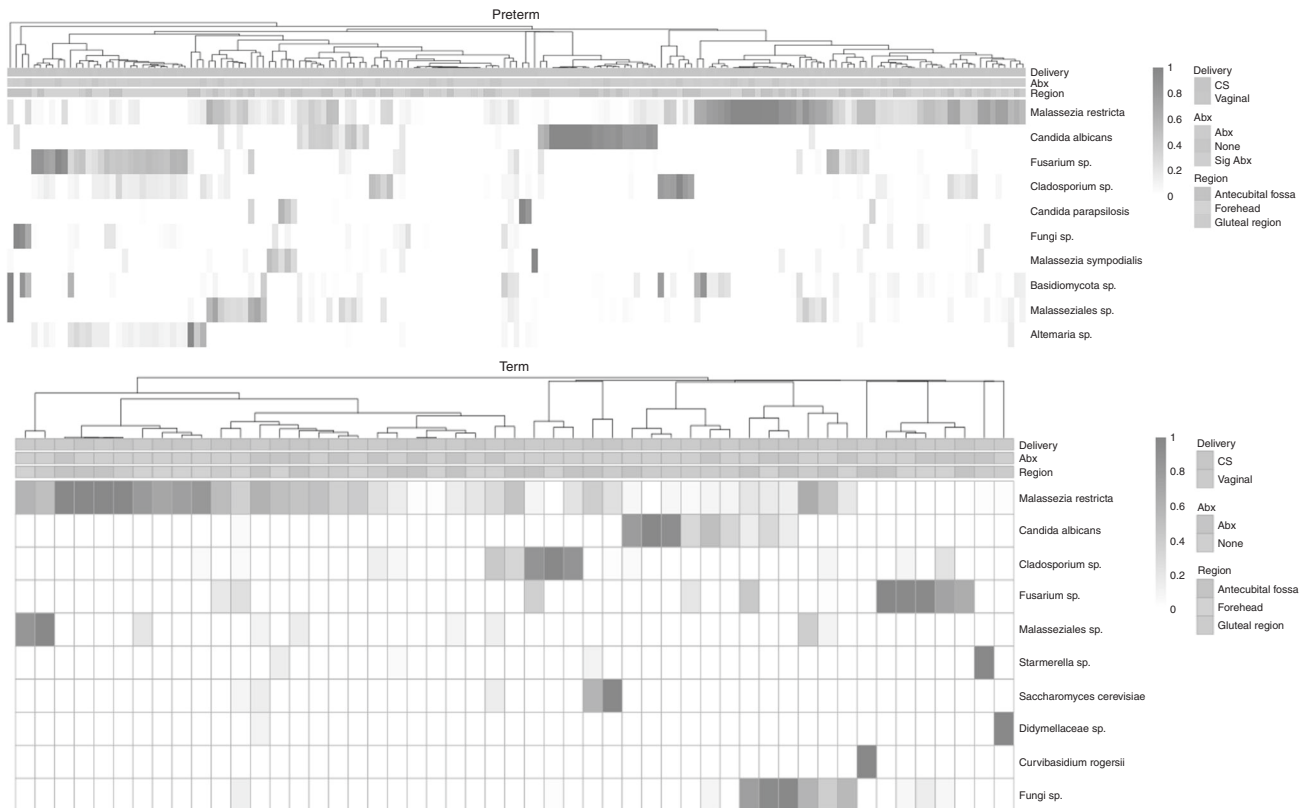 Preterm
Delivery
Abx
Region
Malassezia restricta
Candida albicans
Fusarium sp.
Cladosporium sp.
Candida parapsilosis
Fungi sp.
Malassezia sympodialis
Basidiomycota sp.
Malasseziales sp.
Altemaria sp.
1
0.8
0.6
0.4
0.2
0
Delivery
CS
Vaginal
Abx
Abx
None
Sig Abx
Region
Antecubital fossa
Forehead
Gluteal region
Term
Delivery
Abx
Region
Malassezia restricta
Candida albicans
Cladosporium sp.
Fusarium sp.
Malasseziales sp.
Starmerella sp.
Saccharomyces cerevisiae
Didymellaceae sp.
Curvibasidium rogersii
Fungi sp.
1
0.8
0.6
0.4
0.2
0
Delivery
CS
Vaginal
Abx
Abx
None
Region
Antecubital fossa
Forehead
Gluteal region